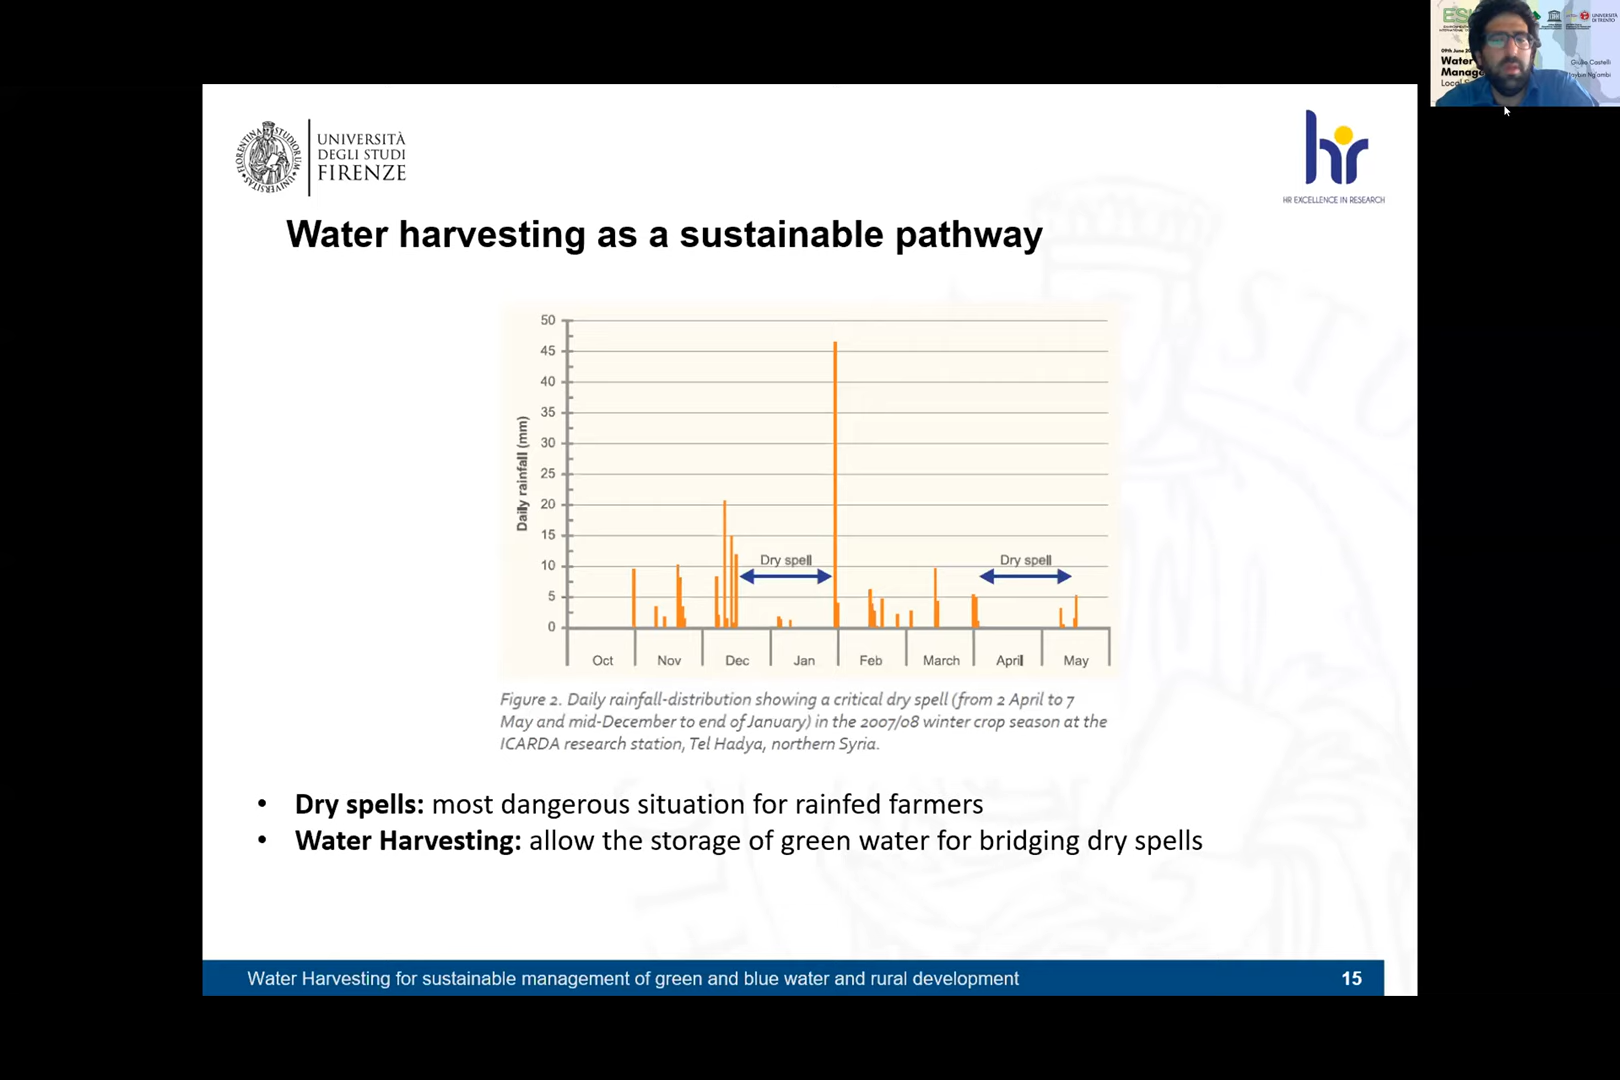 UNIVERSITÀ
DEGLI STUDI
FIRENZE
HR EXCELLENCE IN RESEARCH
Water harvesting as a sustainable pathway
50
45
40
35
30
25
20
15
10
5
0
Daily rainfall (mm)
Dry spell
Dry spell
Oct Nov Dec Jan Feb March April May
Figure 2. Daily rainfall-distribution showing a critical dry spell (from 2 April to 7
May and mid-December to end of January) in the 2007/08 winter crop season at the
ICARDA research station, Tel Hadya, northern Syria.
• Dry spells: most dangerous situation for rainfed farmers
• Water Harvesting: allow the storage of green water for bridging dry spells
Water Harvesting for sustainable management of green and blue water and rural development
15
09th June
Water
Giulio Castelli